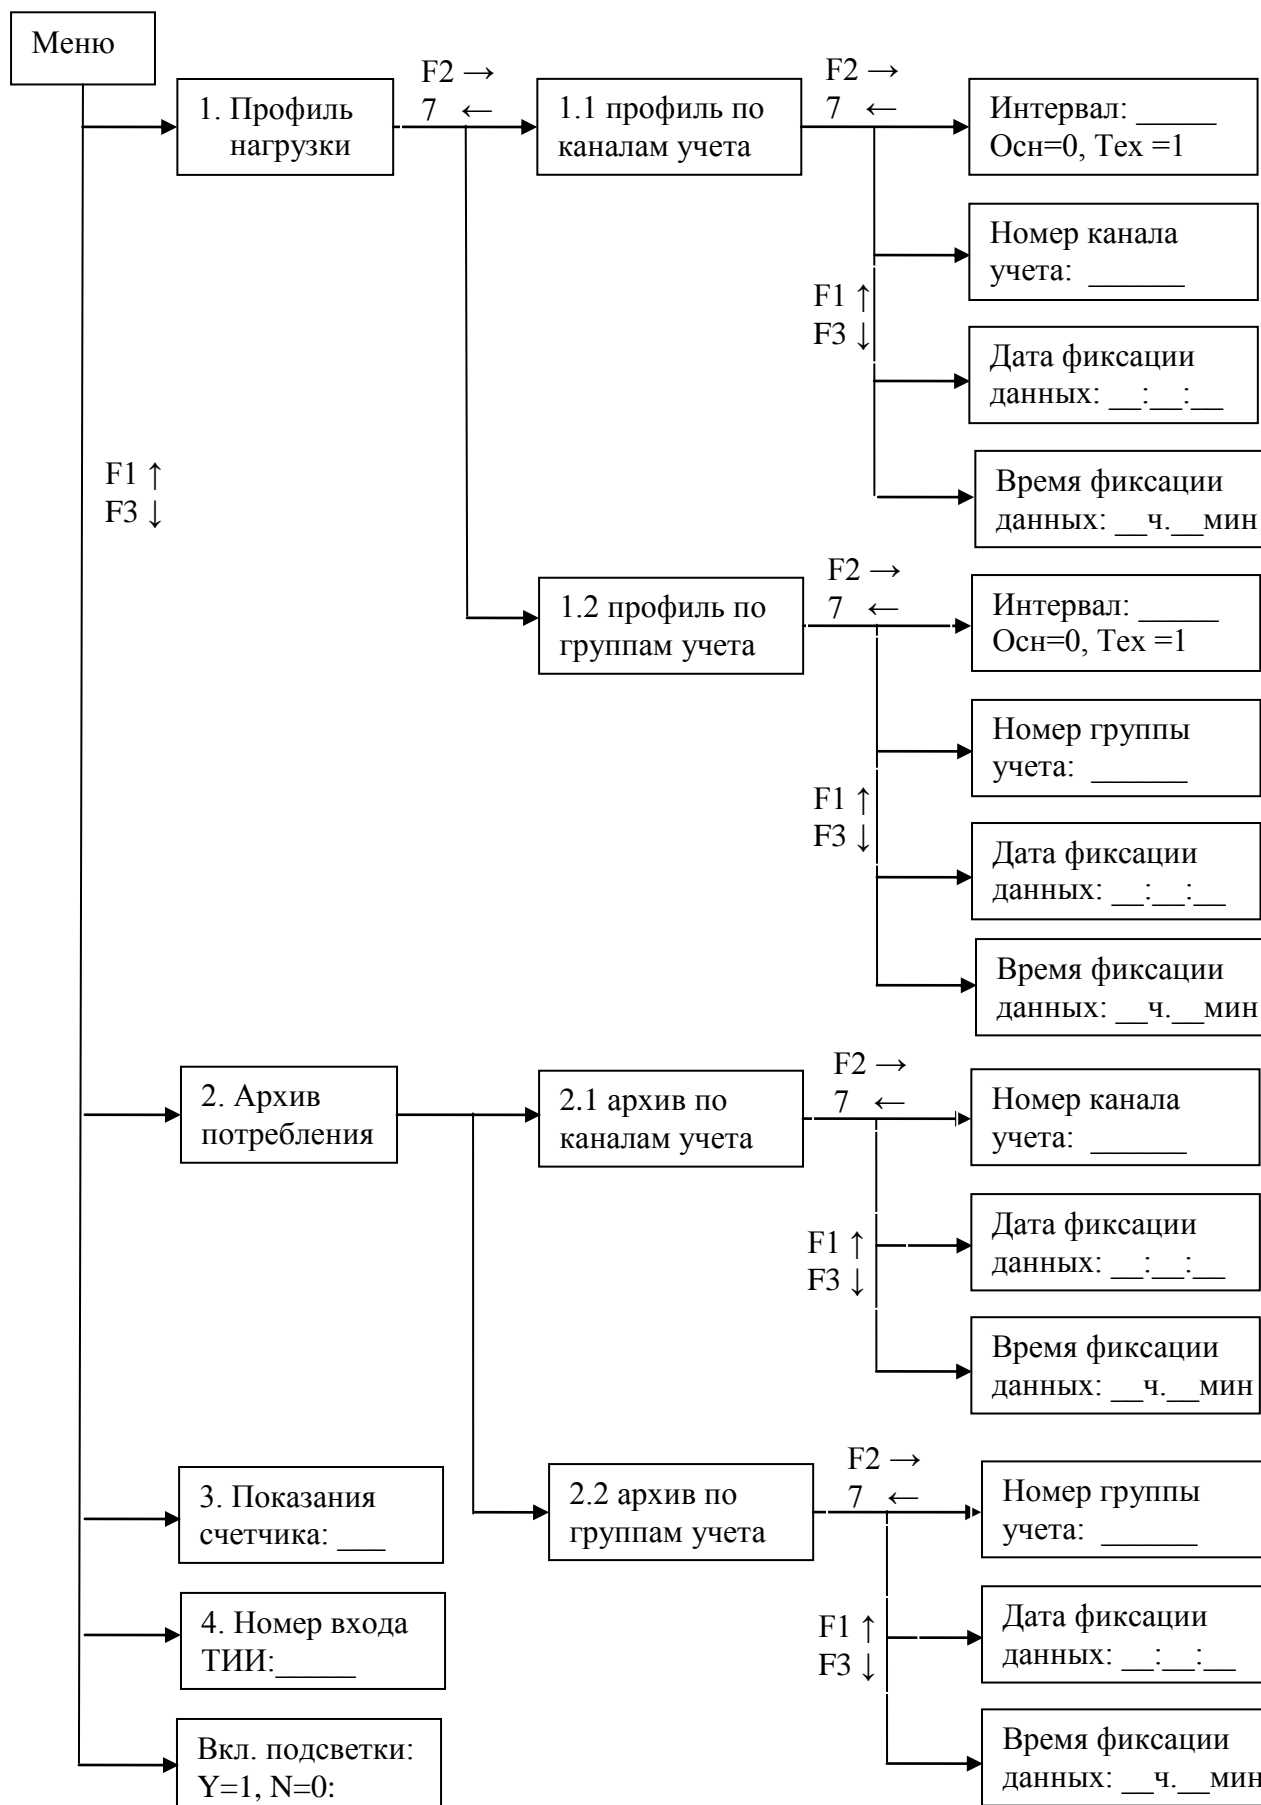 Меню
F2 →
7 ←
F2 →
7 ←
1. Профиль
нагрузки
1.1 профиль по
каналам учета
Интервал: _____
Осн=0, Тех =1
Номер канала
учета: ______
F1 ↑
F3 ↓
Дата фиксации
данных: __:__:__
F1 ↑
F3 ↓
Время фиксации
данных: __ч.__мин
F2 →
7 ←
1.2 профиль по
группам учета
Интервал: _____
Осн=0, Тех =1
Номер группы
учета: ______
F1 ↑
F3 ↓
Дата фиксации
данных: __:__:__
Время фиксации
данных: __ч.__мин
F2 →
7 ←
2. Архив
потребления
2.1 архив по
каналам учета
Номер канала
учета: ______
F1 ↑
F3 ↓
Дата фиксации
данных: __:__:__
Время фиксации
данных: __ч.__мин
F2 →
7 ←
3. Показания
счетчика: ___
2.2 архив по
группам учета
Номер группы
учета: ______
4. Номер входа
ТИИ:_____
F1 ↑
F3 ↓
Дата фиксации
данных: __:__:__
Вкл. подсветки:
Y=1, N=0:
Время фиксации
данных: __ч.__мин